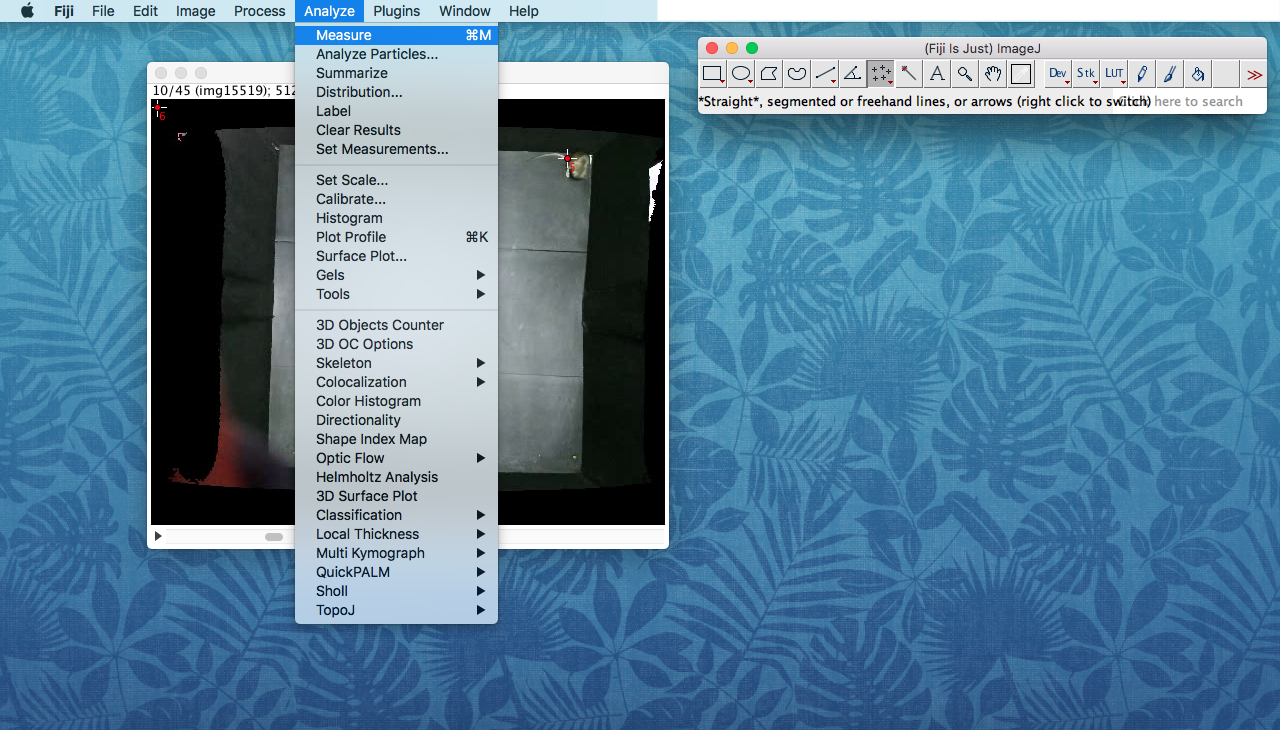 Fiji File Edit Image Process Analyze Plugins Window Help
Measure ⌘M
Analyze Particles...
Summarize
Distribution...
Label
Clear Results
Set Measurements...
Set Scale...
Calibrate...
Histogram
Plot Profile ⌘K
Surface Plot...
Gels
Tools
3D Objects Counter
3D OC Options
Skeleton
Colocalization
Color Histogram
Directionality
Shape Index Map
Optic Flow
Helmholtz Analysis
3D Surface Plot
Classification
Local Thickness
Multi Kymograph
QuickPALM
Sholl
TopoJ
10/45 (img15519); 512
6
(Fiji Is Just) ImageJ
A Dev Stk LUT >>
*Straight*, segmented or freehand lines, or arrows (right click to switch)
here to search